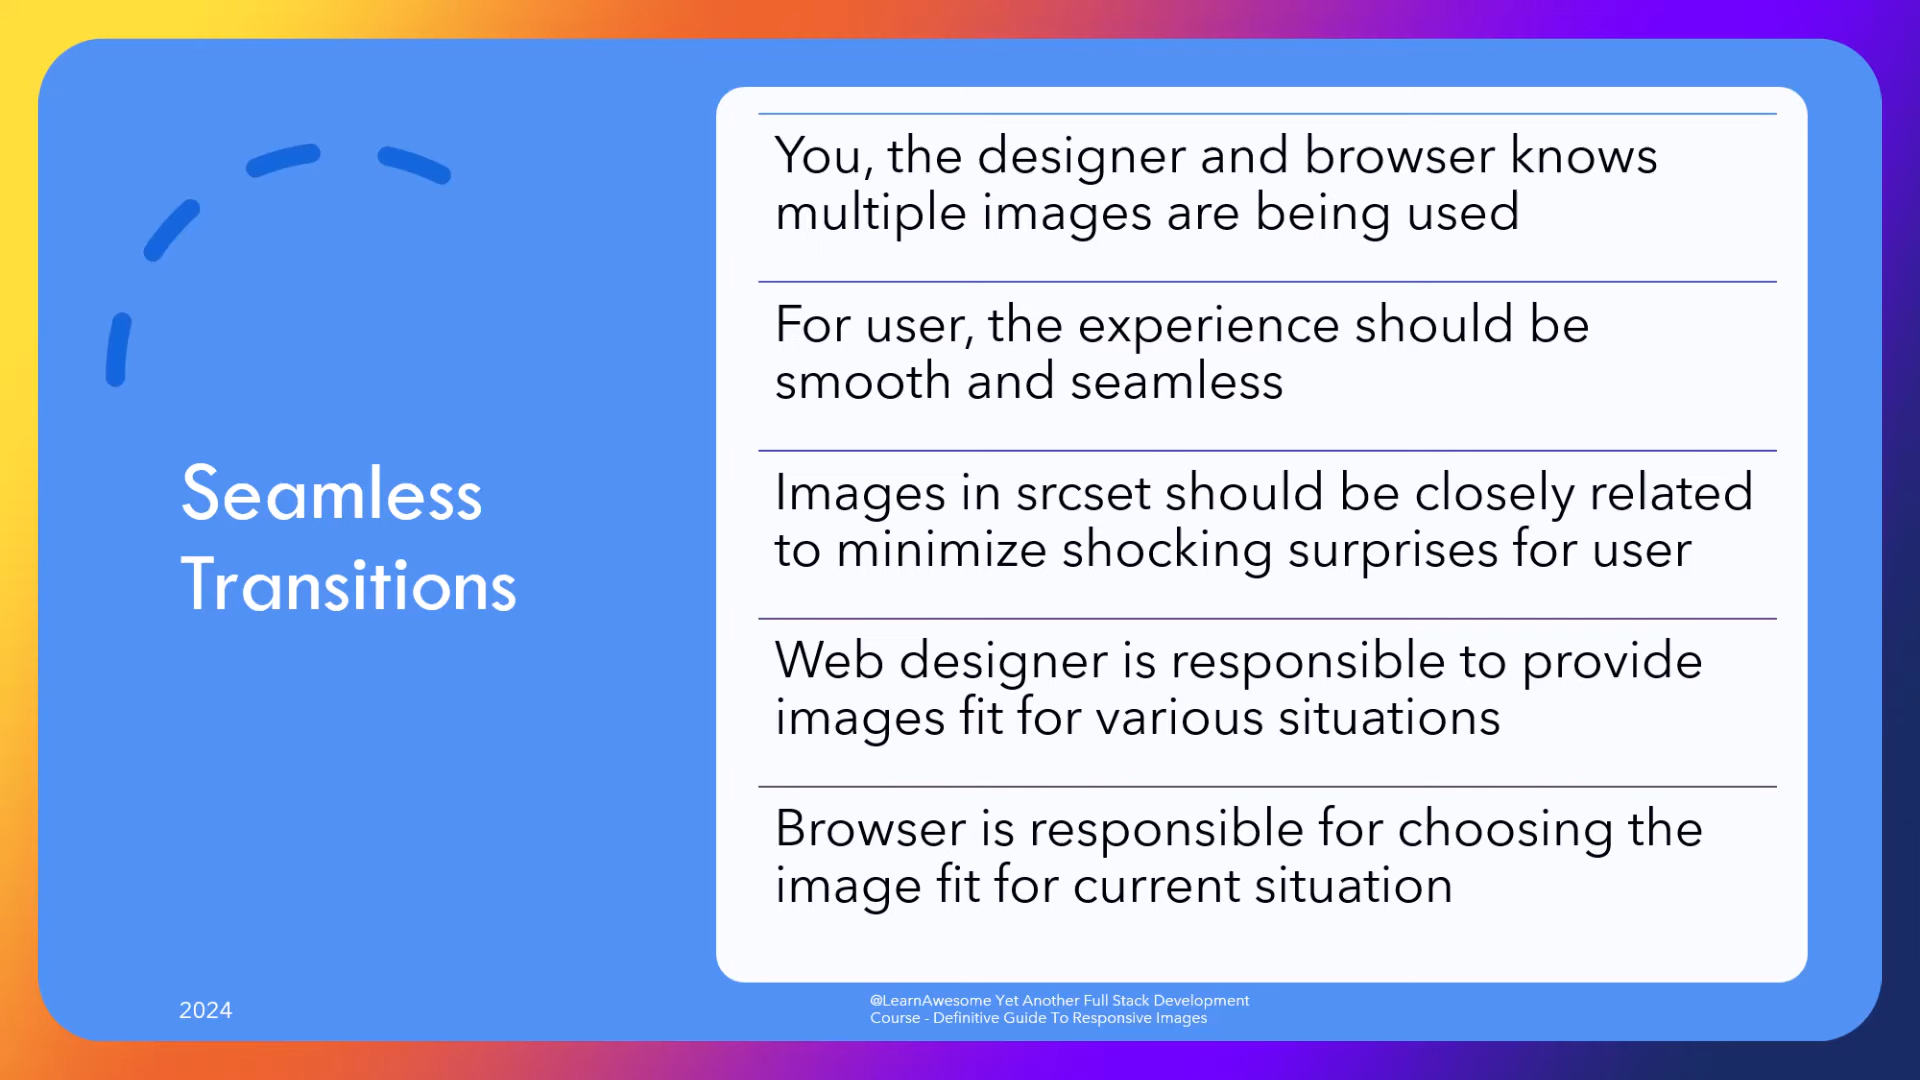 Seamless
Transitions
You, the designer and browser knows
multiple images are being used
For user, the experience should be
smooth and seamless
Images in srcset should be closely related
to minimize shocking surprises for user
Web designer is responsible to provide
images fit for various situations
Browser is responsible for choosing the
image fit for current situation
2024
@LearnAwesome Yet Another Full Stack Development
Course - Definitive Guide To Responsive Images